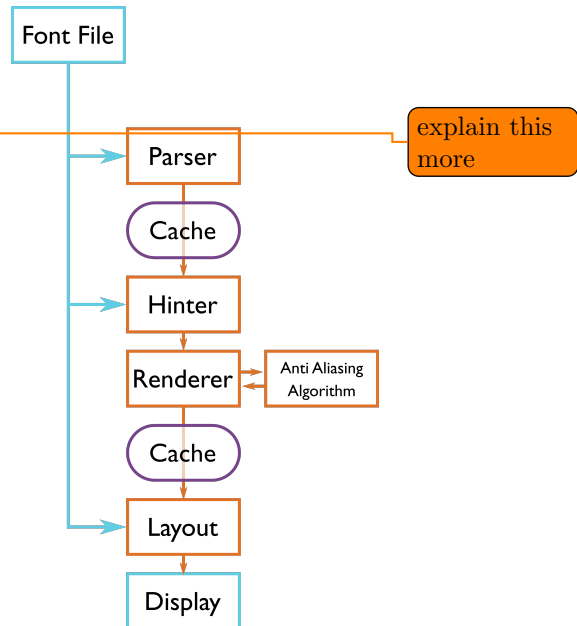 Font File
explain this
more
Parser
Cache
Hinter
Renderer
Anti Aliasing
Algorithm
Cache
Layout
Display